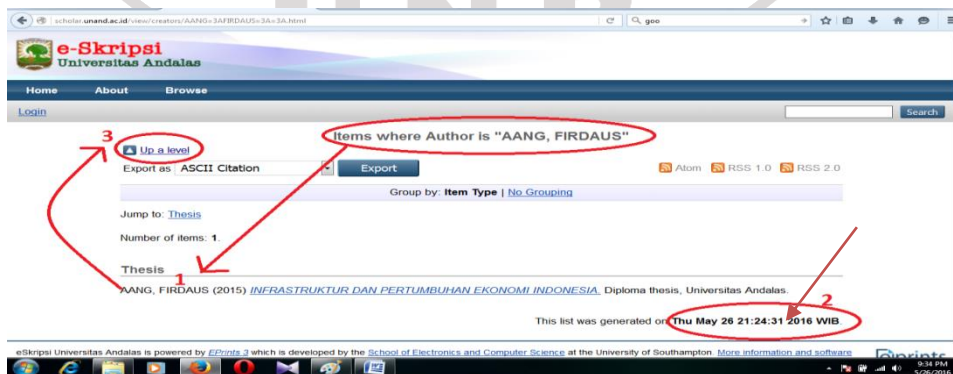 scholar.unand.ac.id/view/creators/AANG=3AFIRDAUS=3A=3A.html
goo
e-Skripsi
Universitas Andalas
Home About Browse
Login Search
3 Items where Author is "AANG, FIRDAUS"
Up a level
Export as ASCII Citation Export Atom RSS 1.0 RSS 2.0
Group by: Item Type | No Grouping
Jump to: Thesis
Number of items: 1.
Thesis
1
AANG, FIRDAUS (2015) INFRASTRUKTUR DAN PERTUMBUHAN EKONOMI INDONESIA. Diploma thesis, Universitas Andalas.
2
This list was generated on Thu May 26 21:24:31 2016 WIB.
eSkripsi Universitas Andalas is powered by EPrints 3 which is developed by the School of Electronics and Computer Science at the University of Southampton. More information and software
9:34 PM
5/26/2016